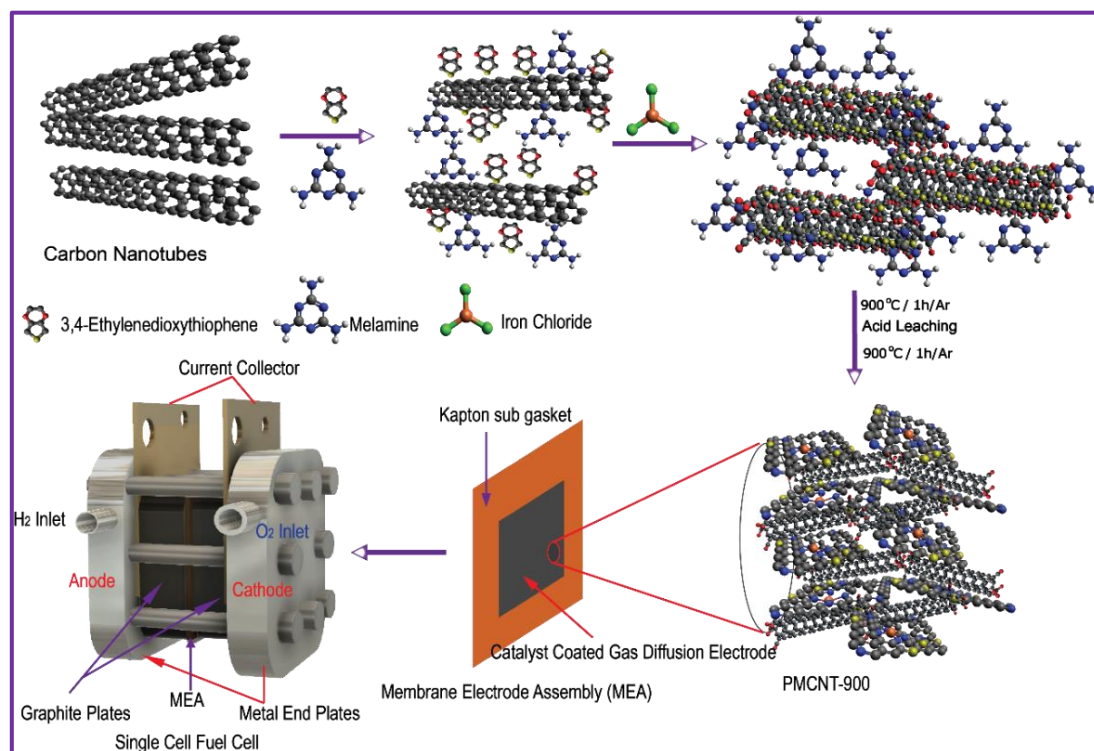 Carbon Nanotubes
3,4-Ethylenedioxythiophene
Melamine
Iron Chloride
900°C / 1h/Ar
Acid Leaching
900°C / 1h/Ar
Current Collector
Kapton sub gasket
H2 Inlet
O2 Inlet
Anode
Cathode
Catalyst Coated Gas Diffusion Electrode
MEA
Graphite Plates
Metal End Plates
Membrane Electrode Assembly (MEA)
PMCNT-900
Single Cell Fuel Cell